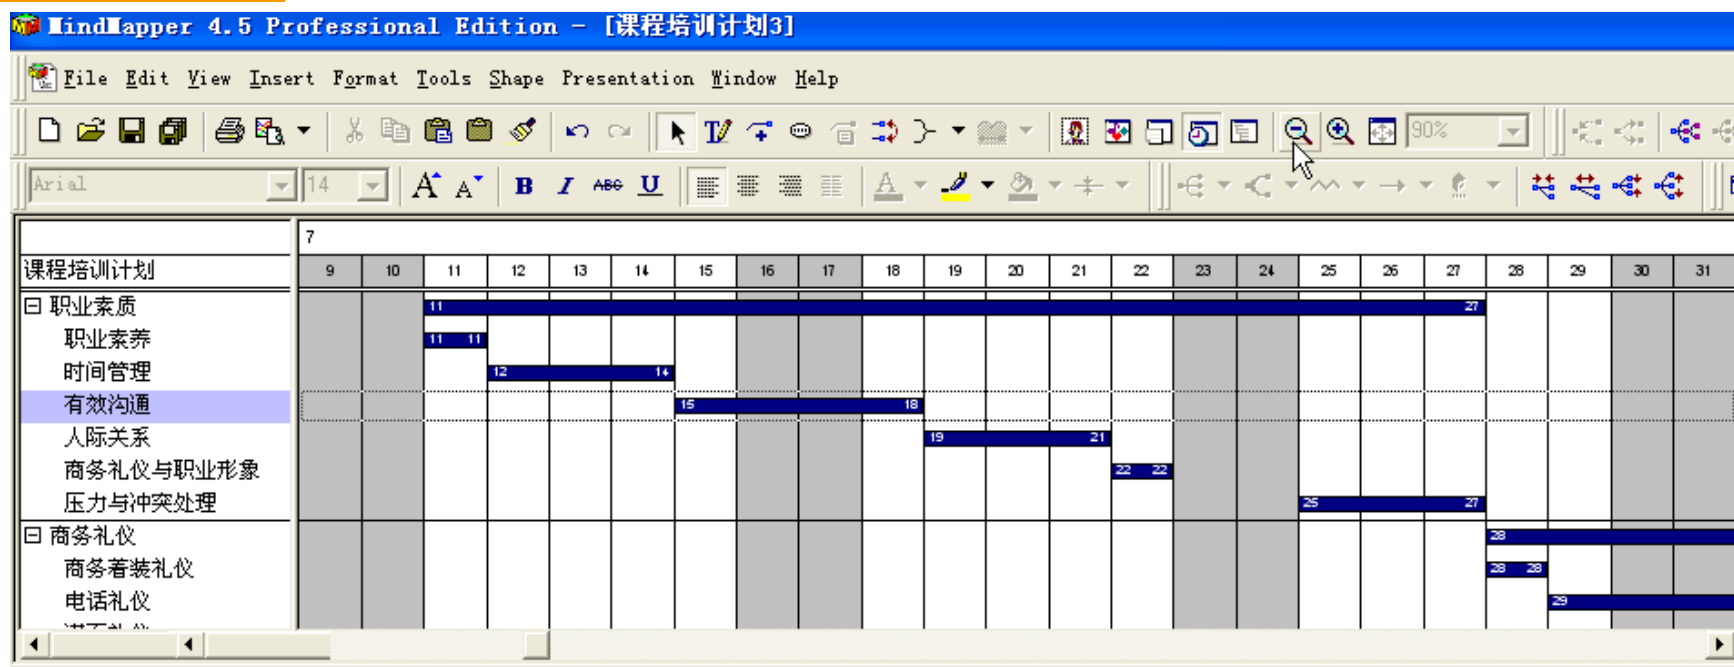 MindMapper 4.5 Professional Edition - [课程培训计划3]
File Edit View Insert Format Tools Shape Presentation Window Help
90%
Arial 14 A A B I ABC U A
7
课程培训计划 9 10 11 12 13 14 15 16 17 18 19 20 21 22 23 24 25 26 27 28 29 30 31
职业素质 11 27
职业素养 11 11
时间管理 12 14
有效沟通 15 18
人际关系 19 21
商务礼仪与职业形象 22 22
压力与冲突处理 25 27
商务礼仪 28
商务着装礼仪 28 28
电话礼仪 29